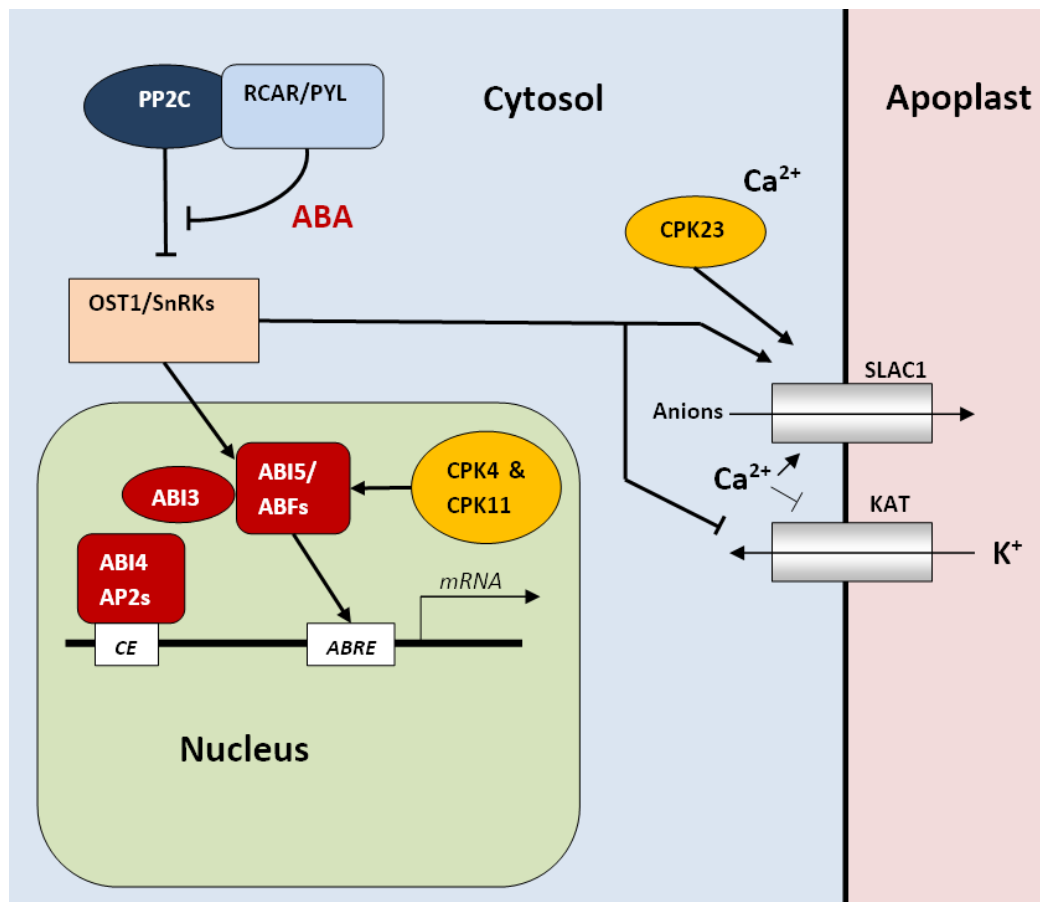 PP2C
RCAR/PYL
Cytosol
Apoplast
Ca²⁺
ABA
CPK23
OST1/SnRKs
SLAC1
Anions
ABI5/
ABFs
CPK4 &
CPK11
ABI3
Ca²⁺
KAT
K⁺
ABI4
AP2s
mRNA
CE
ABRE
Nucleus